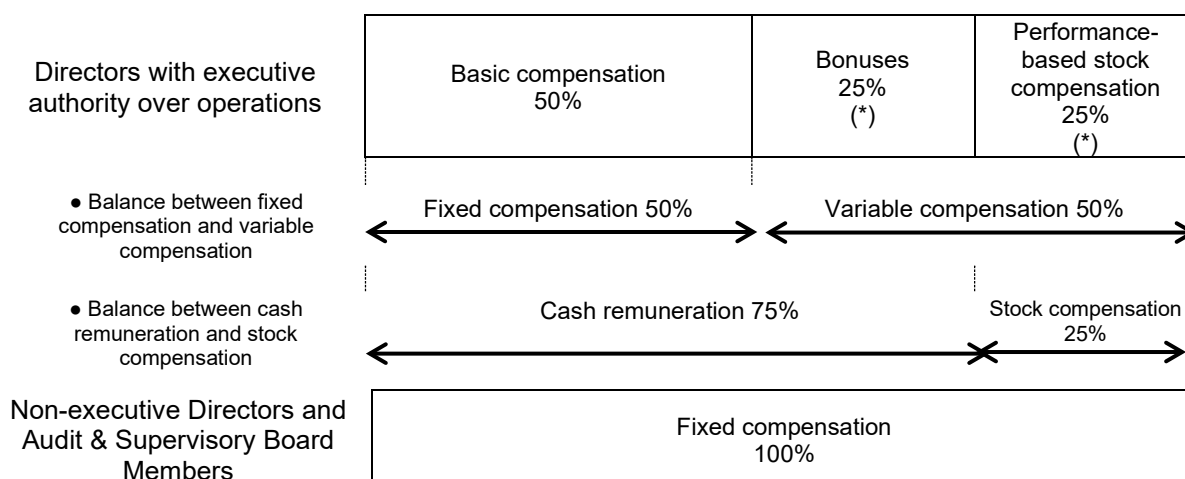 Directors with executive
authority over operations
Basic compensation
50%
Bonuses
25%
(*)
Performance-
based stock
compensation
25%
(*)
● Balance between fixed
compensation and variable
compensation
Fixed compensation 50%
Variable compensation 50%
● Balance between cash
remuneration and stock
compensation
Cash remuneration 75%
Stock compensation
25%
Non-executive Directors and
Audit & Supervisory Board
Members
Fixed compensation
100%